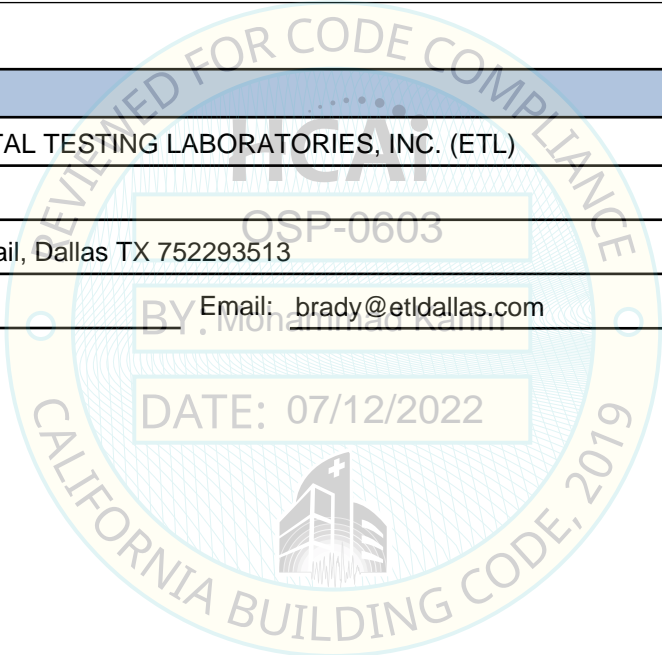 REVIEWED FOR CODE COMPLIANCE
HCAi
TAL TESTING LABORATORIES, INC. (ETL)
OSP-0603
ail, Dallas TX 752293513
Email: brady@etldallas.com
BY: Mohammad Karim
DATE: 07/12/2022
CALIFORNIA BUILDING CODE, 2019